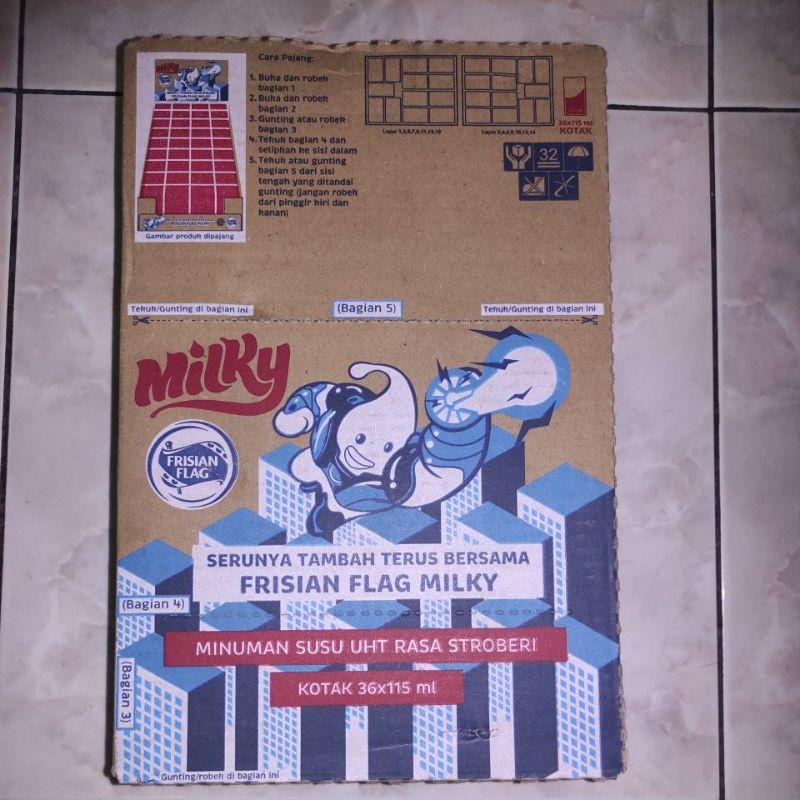 Milky
FRISIAN FLAG MILKY
Gambar produk dipajang
Cara Pajang:
1. Buka dan robek
bagian 1
2. Buka dan robek
bagian 2
3. Gunting atau robek
bagian 3
4. Tekuk bagian 4 dan
selipkan ke sisi dalam
5. Tekuk atau gunting
bagian 5 dari sisi
tengah yang ditandai
gunting (jangan robek
dari pinggir kiri dan
kanan)
36x115 ml
KOTAK
32
Tekuk/Gunting di bagian ini
(Bagian 5)
Tekuk/Gunting di bagian ini
Milky
FRISIAN
FLAG
SERUNYA TAMBAH TERUS BERSAMA
FRISIAN FLAG MILKY
(Bagian 4)
MINUMAN SUSU UHT RASA STROBERI
KOTAK 36x115 ml
(Bagian 3)
Gunting/robek di bagian ini